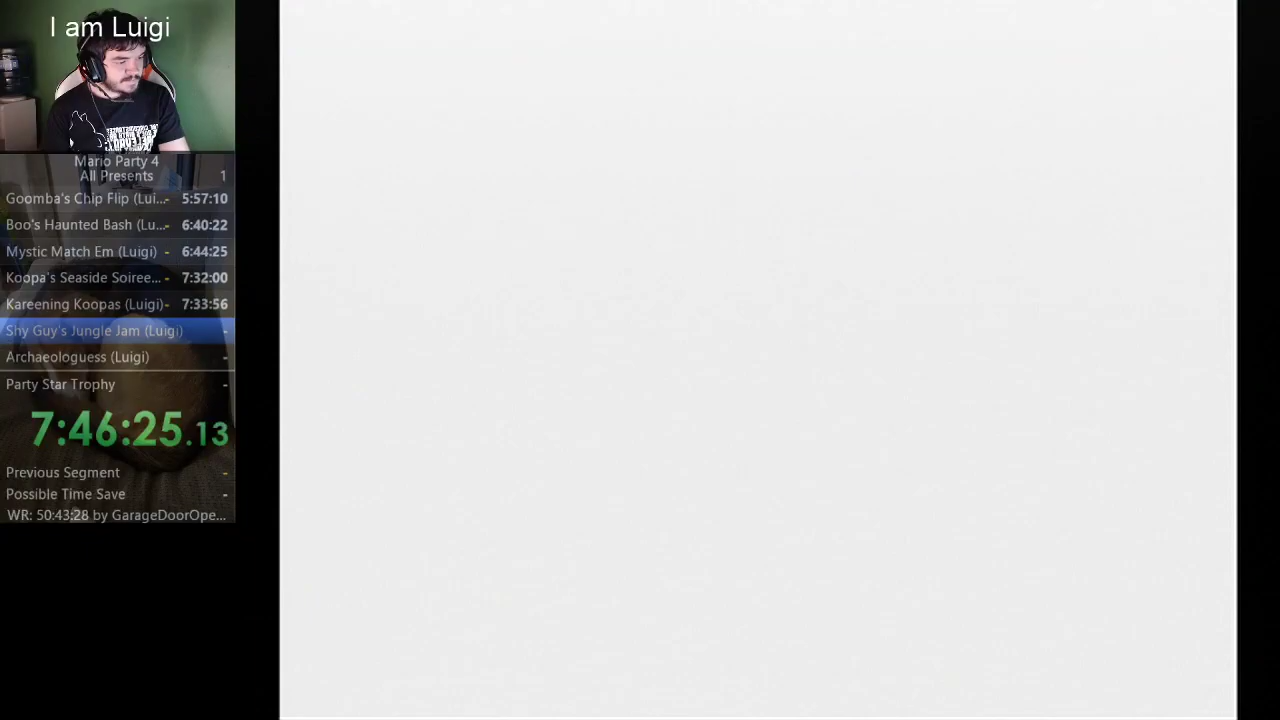 I am Luigi
Mario Party 4
All Presents 1
Goomba's Chip Flip (Lui... - 5:57:10
Boo's Haunted Bash (Lu... - 6:40:22
Mystic Match Em (Luigi) - 6:44:25
Koopa's Seaside Soiree... - 7:32:00
Kareening Koopas (Luigi) - 7:33:56
Shy Guy's Jungle Jam (Luigi) -
Archaeologuess (Luigi) -
Party Star Trophy -
7:46:25.13
Previous Segment -
Possible Time Save -
WR: 50:43:28 by GarageDoorOpe...